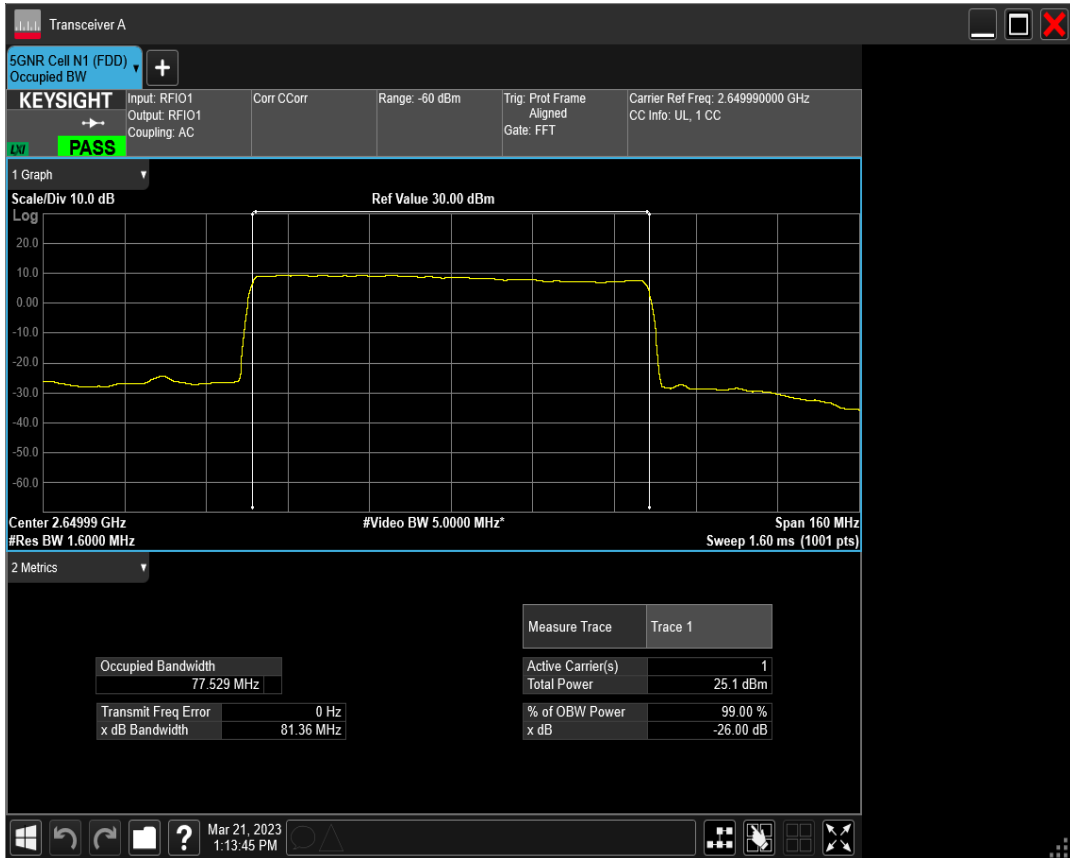 Transceiver A
5GNR Cell N1 (FDD)
Occupied BW
+
KEYSIGHT
LXI
PASS
Input: RFIO1
Output: RFIO1
Coupling: AC
Corr CCorr
Range: -60 dBm
Trig: Prot Frame
Aligned
Gate: FFT
Carrier Ref Freq: 2.649990000 GHz
CC Info: UL, 1 CC
1 Graph
Scale/Div 10.0 dB
Ref Value 30.00 dBm
Log
20.0
10.0
0.00
-10.0
-20.0
-30.0
-40.0
-50.0
-60.0
Center 2.64999 GHz
#Video BW 5.0000 MHz*
Span 160 MHz
#Res BW 1.6000 MHz
Sweep 1.60 ms (1001 pts)
2 Metrics
Measure Trace Trace 1
Occupied Bandwidth
77.529 MHz
Active Carrier(s) 1
Total Power 25.1 dBm
Transmit Freq Error 0 Hz
x dB Bandwidth 81.36 MHz
% of OBW Power 99.00 %
x dB -26.00 dB
?
Mar 21, 2023
1:13:45 PM